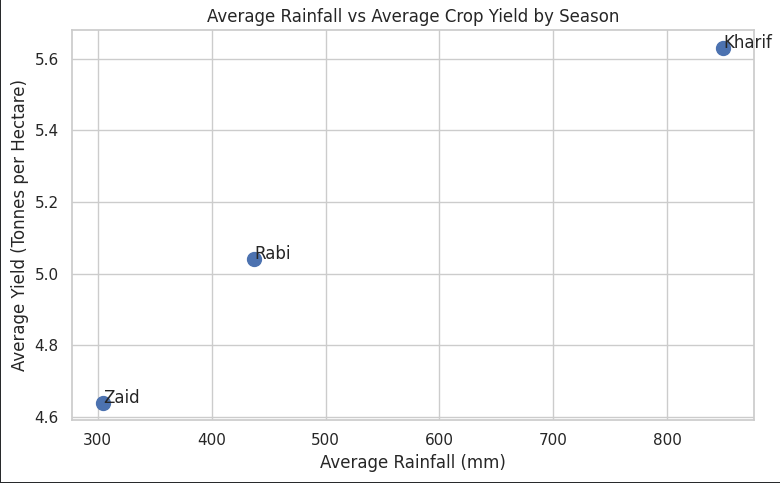 Average Rainfall vs Average Crop Yield by Season
Average Yield (Tonnes per Hectare)
5.6
5.4
5.2
5.0
4.8
4.6
Kharif
Rabi
Zaid
300 400 500 600 700 800
Average Rainfall (mm)